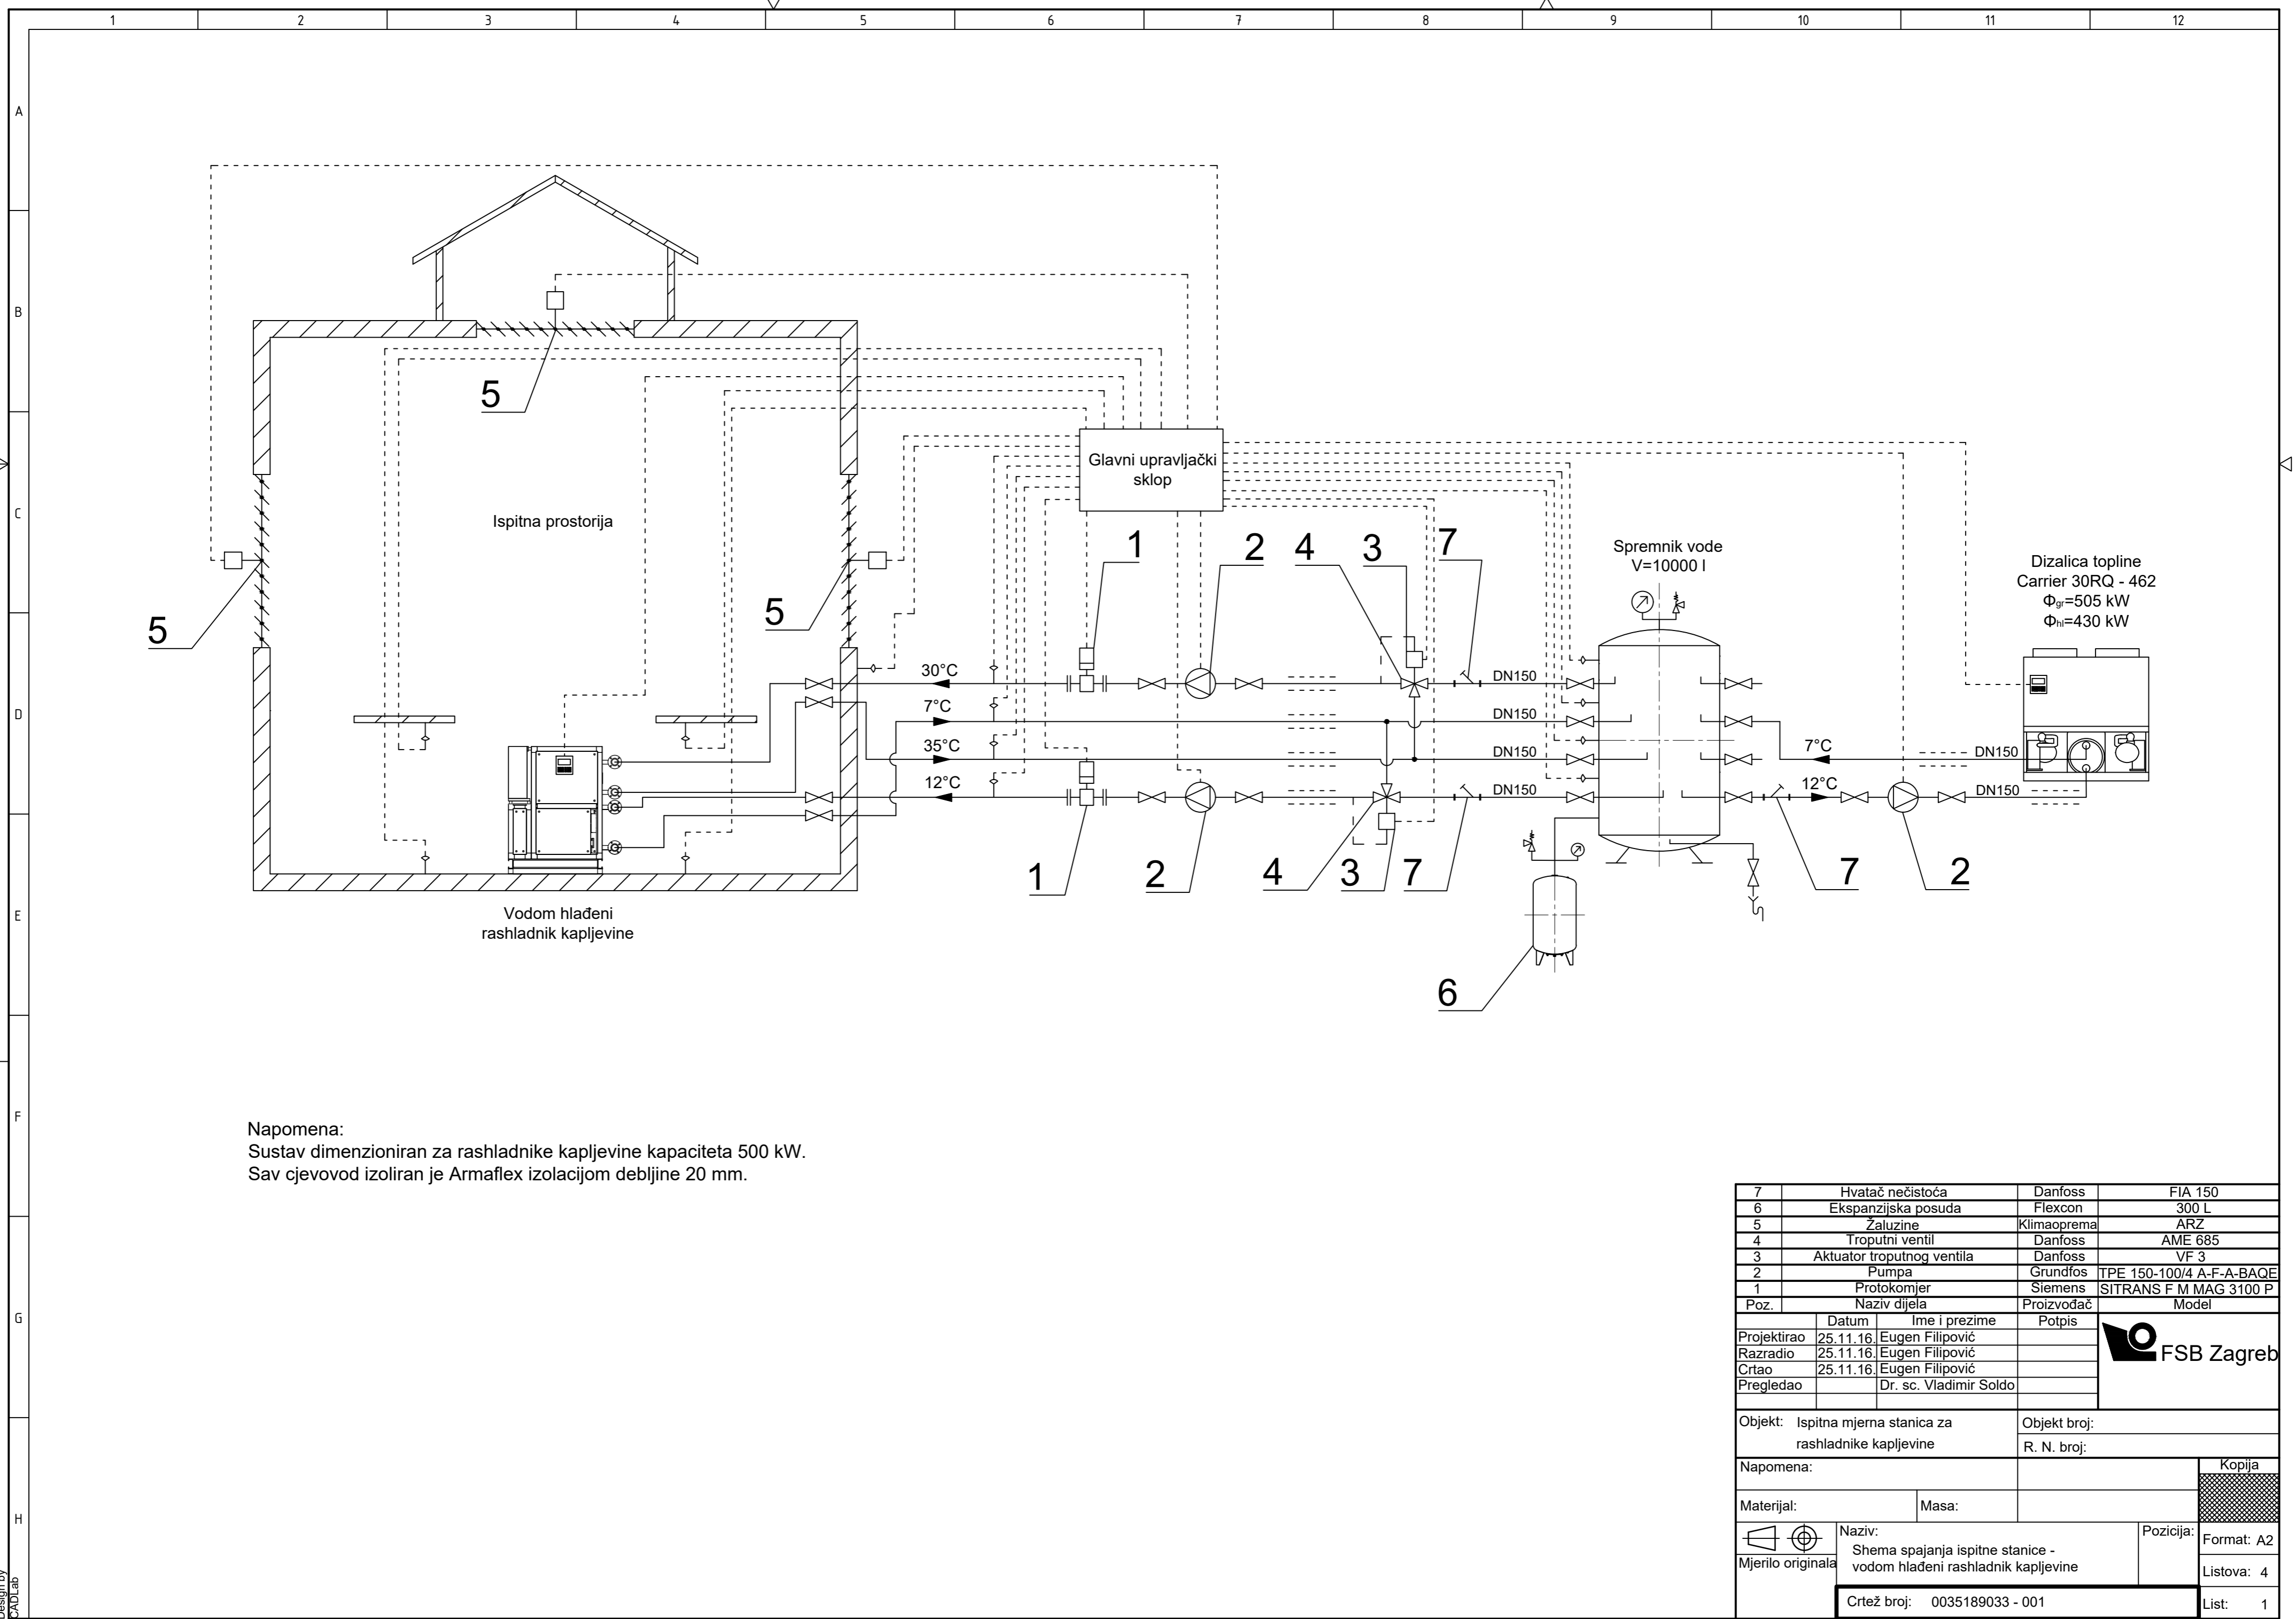 1 2 3 4 5 6 7 8 9 10 11 12
A
B
C
D
E
F
G
H
5
Ispitna prostorija
5
5
Glavni upravljački
sklop
1
2
4
3
7
Spremnik vode
V=10000 l
Dizalica topline
Carrier 30RQ - 462
Φgr=505 kW
Φhl=430 kW
30°C
DN150
7°C
DN150
35°C
DN150
12°C
DN150
7°C
DN150
12°C
DN150
1
2
4
3
7
7
2
6
Vodom hlađeni
rashladnik kapljevine
Napomena:
Sustav dimenzioniran za rashladnike kapljevine kapaciteta 500 kW.
Sav cjevovod izoliran je Armaflex izolacijom debljine 20 mm.
7 Hvatač nečistoća Danfoss FIA 150
6 Ekspanzijska posuda Flexcon 300 L
5 Žaluzine Klimaoprema ARZ
4 Troputni ventil Danfoss AME 685
3 Aktuator troputnog ventila Danfoss VF 3
2 Pumpa Grundfos TPE 150-100/4 A-F-A-BAQE
1 Protokomjer Siemens SITRANS F M MAG 3100 P
Poz. Naziv dijela Proizvođač Model
Datum Ime i prezime Potpis
Projektirao 25.11.16. Eugen Filipović
Razradio 25.11.16. Eugen Filipović
Crtao 25.11.16. Eugen Filipović
Pregledao Dr. sc. Vladimir Soldo
FSB Zagreb
Objekt: Ispitna mjerna stanica za
rashladnike kapljevine
Objekt broj:
R. N. broj:
Napomena:
Kopija
Materijal:
Masa:
Naziv:
Shema spajanja ispitne stanice -
vodom hlađeni rashladnik kapljevine
Pozicija:
Format: A2
Mjerilo originala
Listova: 4
Crtež broj: 0035189033 - 001
List: 1
Design by
CADLab